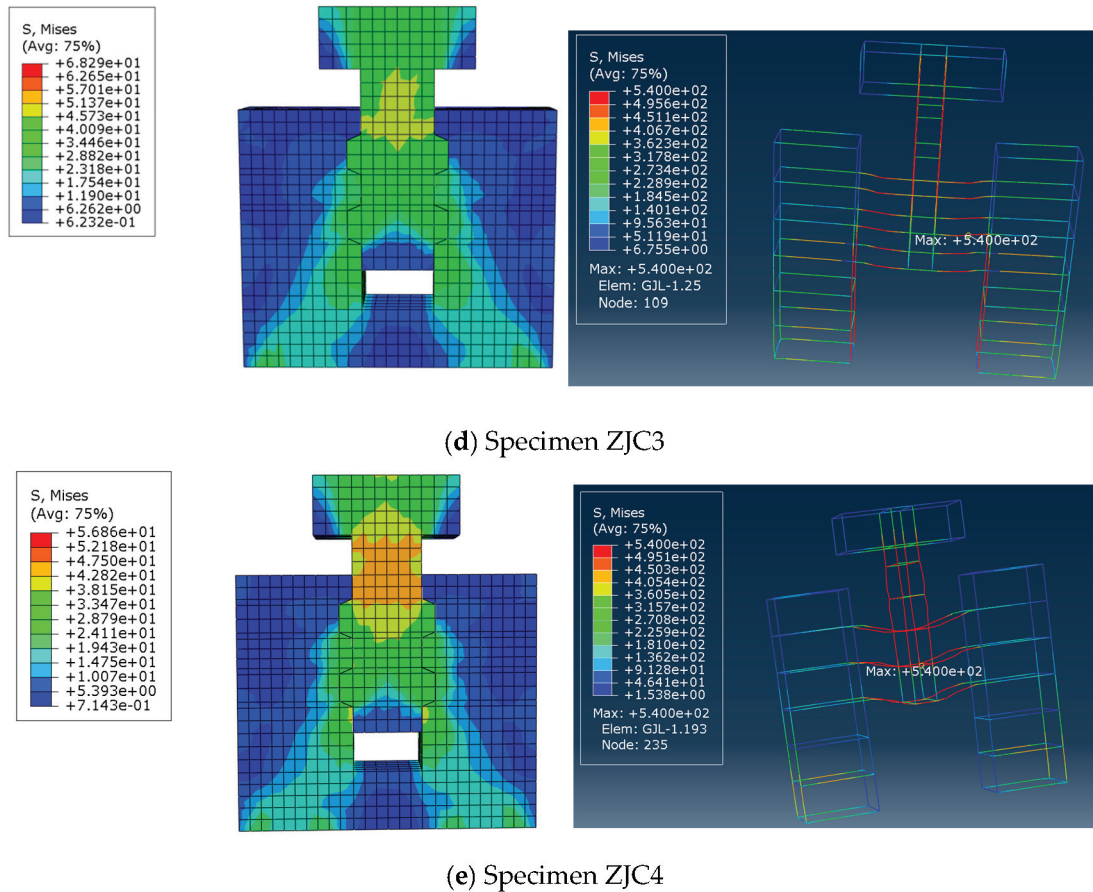 S, Mises
(Avg: 75%)
+6.829e+01
+6.265e+01
+5.701e+01
+5.137e+01
+4.573e+01
+4.009e+01
+3.446e+01
+2.882e+01
+2.318e+01
+1.754e+01
+1.190e+01
+6.262e+00
+6.232e-01
S, Mises
(Avg: 75%)
+5.400e+02
+4.956e+02
+4.511e+02
+4.067e+02
+3.623e+02
+3.178e+02
+2.734e+02
+2.289e+02
+1.845e+02
+1.401e+02
+9.563e+01
+5.119e+01
+6.755e+00
Max: +5.400e+02
Elem: GJL-1.25
Node: 109
Max: +5.400e+02
(d) Specimen ZJC3
S, Mises
(Avg: 75%)
+5.686e+01
+5.218e+01
+4.750e+01
+4.282e+01
+3.815e+01
+3.347e+01
+2.879e+01
+2.411e+01
+1.943e+01
+1.475e+01
+1.007e+01
+5.393e+00
+7.143e-01
S, Mises
(Avg: 75%)
+5.400e+02
+4.951e+02
+4.503e+02
+4.054e+02
+3.605e+02
+3.157e+02
+2.708e+02
+2.259e+02
+1.810e+02
+1.362e+02
+9.128e+01
+4.641e+01
+1.538e+00
Max: +5.400e+02
Elem: GJL-1.193
Node: 235
Max: +5.400e+02
(e) Specimen ZJC4